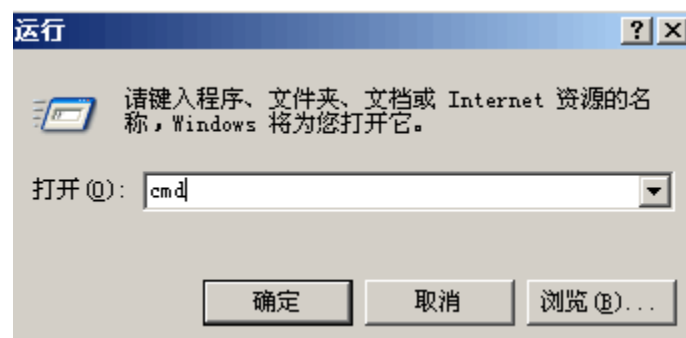 运行
请键入程序、文件夹、文档或 Internet 资源的名
称，Windows 将为您打开它。
打开(O): cmd
确定 取消 浏览(B)...